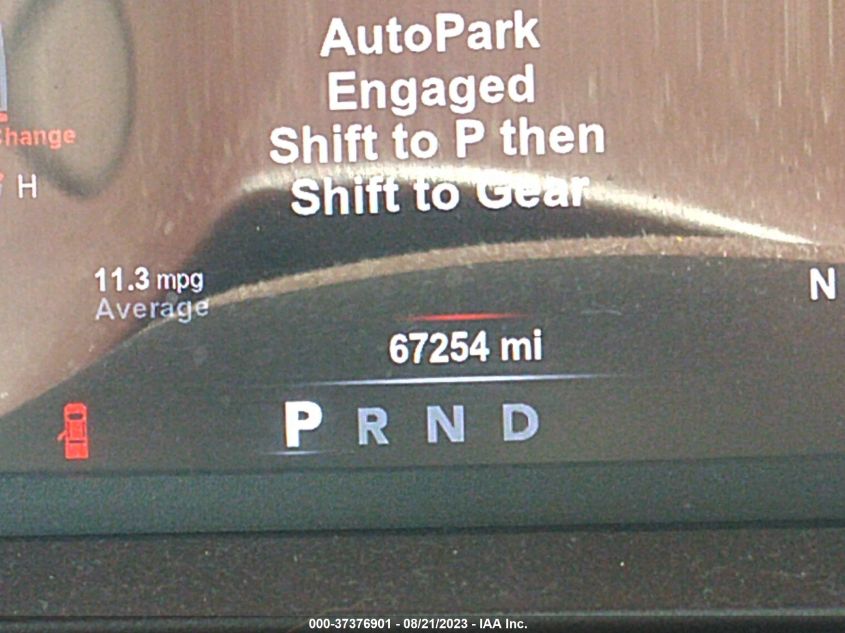 AutoPark
Engaged
Shift to P then
Shift to Gear
Change
H
11.3 mpg
Average
N
67254 mi
P R N D
000-37376901 - 08/21/2023 - IAA Inc.